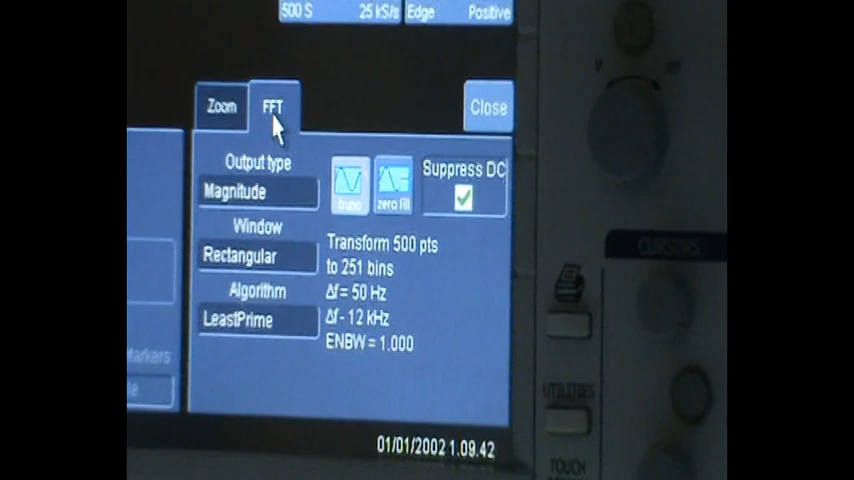 500 S 25 kS/s Edge Positive
Zoom FFT Close
Output type
Magnitude
trunc zero fill
Suppress DC
Window
Rectangular
Algorithm
LeastPrime
Transform 500 pts
to 251 bins
Δf = 50 Hz
Δf - 12 kHz
ENBW = 1.000
Markers
01/01/2002 1.09.42
CURSORS
UTILITIES
TOUCH